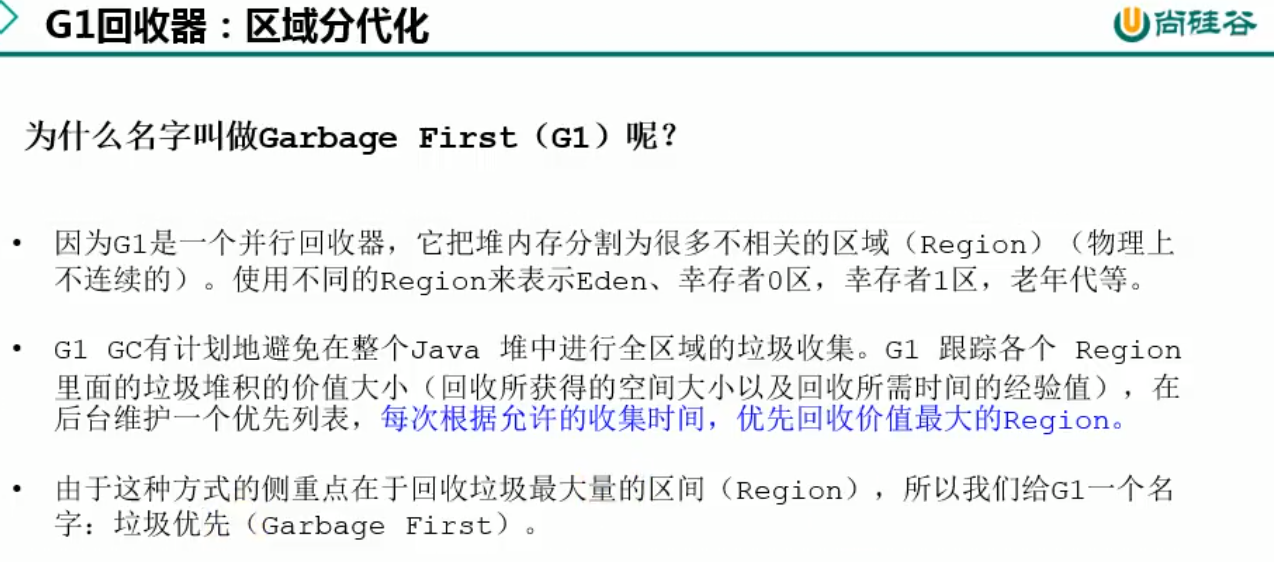 G1回收器：区域分代化
尚硅谷
为什么名字叫做Garbage First（G1）呢？
• 因为G1是一个并行回收器，它把堆内存分割为很多不相关的区域（Region）（物理上
不连续的）。使用不同的Region来表示Eden、幸存者0区，幸存者1区，老年代等。
• G1 GC有计划地避免在整个Java 堆中进行全区域的垃圾收集。G1 跟踪各个 Region
里面的垃圾堆积的价值大小（回收所获得的空间大小以及回收所需时间的经验值），在
后台维护一个优先列表，每次根据允许的收集时间，优先回收价值最大的Region。
• 由于这种方式的侧重点在于回收垃圾最大量的区间（Region），所以我们给G1一个名
字：垃圾优先（Garbage First）。